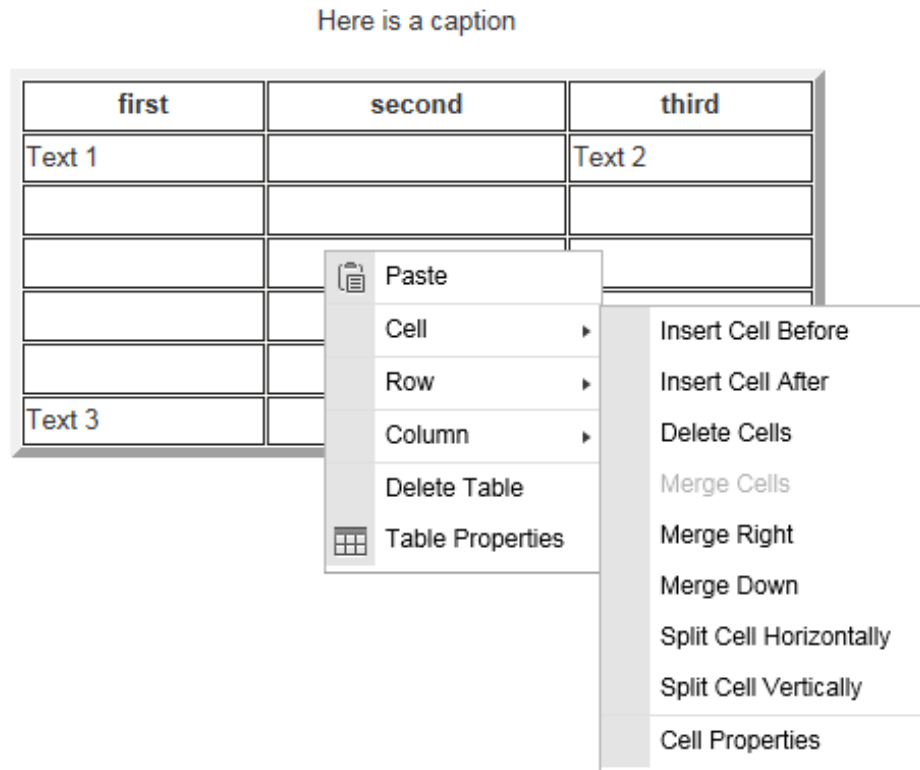 Here is a caption
first second third
Text 1 Text 2
Text 3
Paste
Cell
Row
Column
Delete Table
Table Properties
Insert Cell Before
Insert Cell After
Delete Cells
Merge Cells
Merge Right
Merge Down
Split Cell Horizontally
Split Cell Vertically
Cell Properties